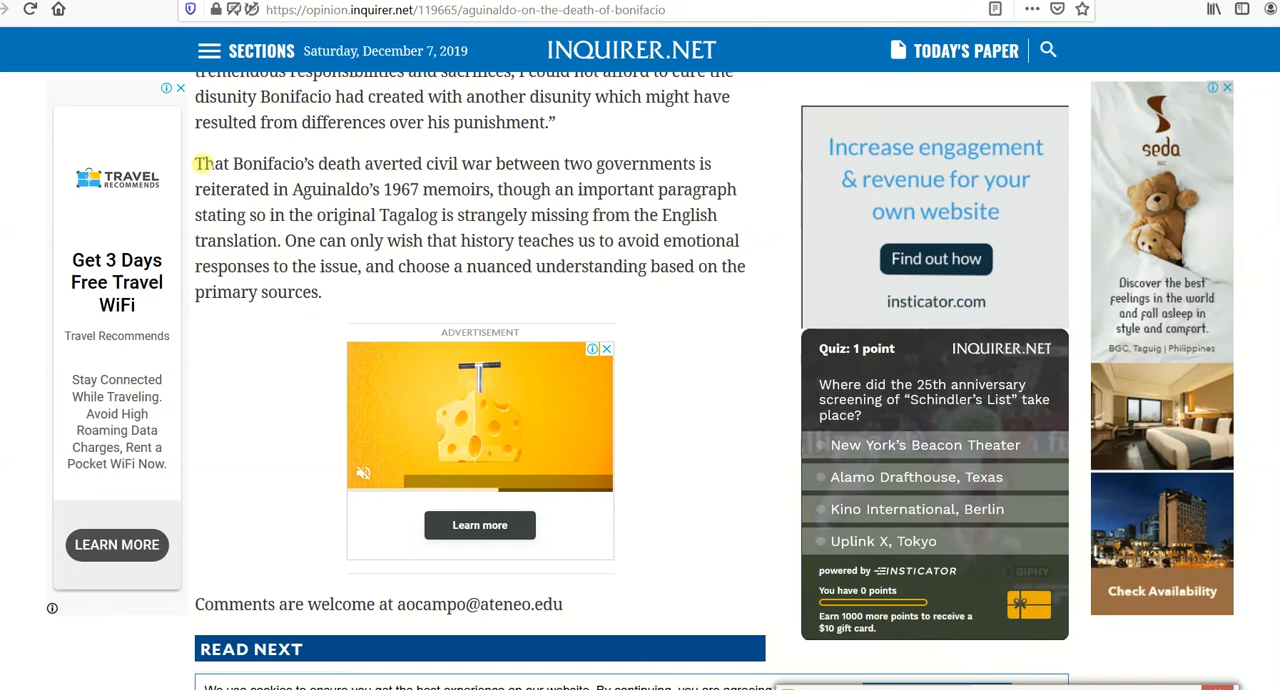 https://opinion.inquirer.net/119665/aguinaldo-on-the-death-of-bonifacio
SECTIONS Saturday, December 7, 2019 INQUIRER.NET TODAY'S PAPER
tremendous responsibilities and sacrifices, I could not afford to cure the
disunity Bonifacio had created with another disunity which might have
resulted from differences over his punishment.”
That Bonifacio’s death averted civil war between two governments is
reiterated in Aguinaldo’s 1967 memoirs, though an important paragraph
stating so in the original Tagalog is strangely missing from the English
translation. One can only wish that history teaches us to avoid emotional
responses to the issue, and choose a nuanced understanding based on the
primary sources.
ADVERTISEMENT
Learn more
Comments are welcome at aocampo@ateneo.edu
READ NEXT
We use cookies to ensure you get the best experience on our website. By continuing, you are agreeing
TRAVEL
RECOMMENDS
Get 3 Days
Free Travel
WiFi
Travel Recommends
Stay Connected
While Traveling.
Avoid High
Roaming Data
Charges, Rent a
Pocket WiFi Now.
LEARN MORE
Increase engagement
& revenue for your
own website
Find out how
insticator.com
Quiz: 1 point INQUIRER.NET
Where did the 25th anniversary
screening of “Schindler’s List” take
place?
New York’s Beacon Theater
Alamo Drafthouse, Texas
Kino International, Berlin
Uplink X, Tokyo
powered by INSTICATOR GIPHY
You have 0 points
Earn 1000 more points to receive a
$10 gift card.
seda
BGC
Discover the best
feelings in the world
and fall asleep in
style and comfort.
BGC, Taguig | Philippines
Check Availability